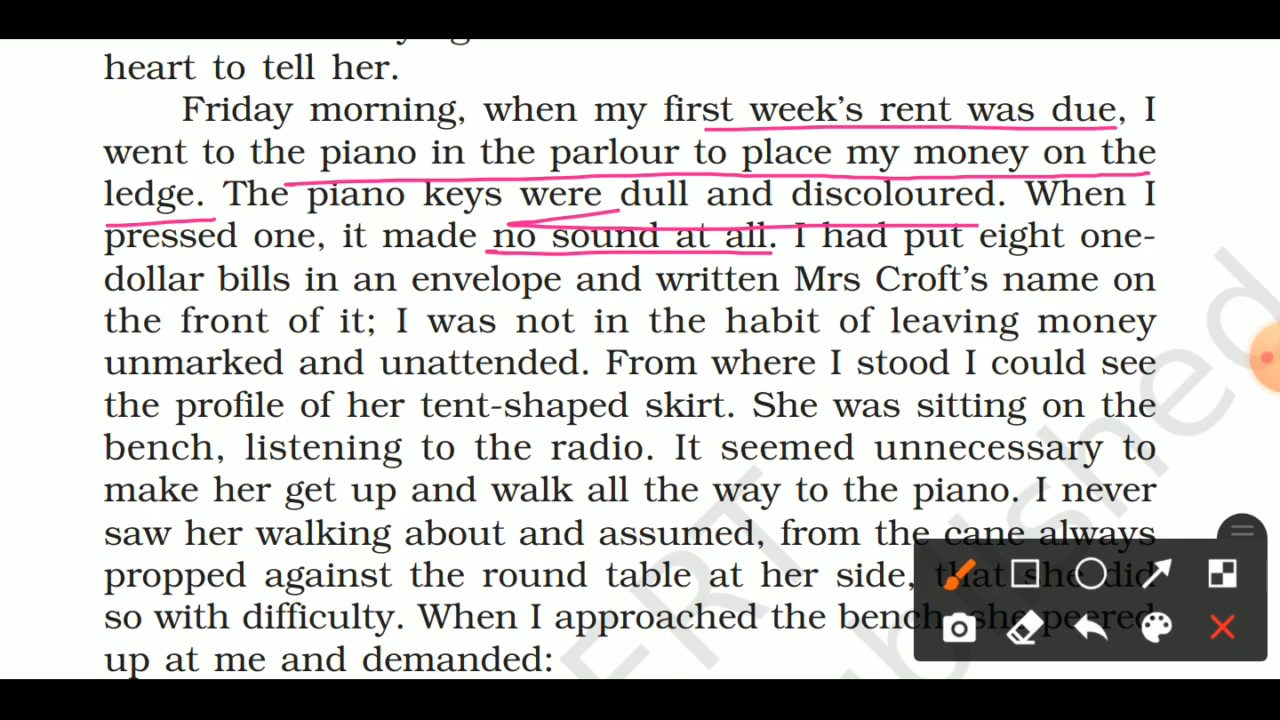 heart to tell her.
Friday morning, when my first week's rent was due, I
went to the piano in the parlour to place my money on the
ledge. The piano keys were dull and discoloured. When I
pressed one, it made no sound at all. I had put eight one-
dollar bills in an envelope and written Mrs Croft's name on
the front of it; I was not in the habit of leaving money
unmarked and unattended. From where I stood I could see
the profile of her tent-shaped skirt. She was sitting on the
bench, listening to the radio. It seemed unnecessary to
make her get up and walk all the way to the piano. I never
saw her walking about and assumed, from the cane always
propped against the round table at her side, that she did
so with difficulty. When I approached the bench she peered
up at me and demanded: